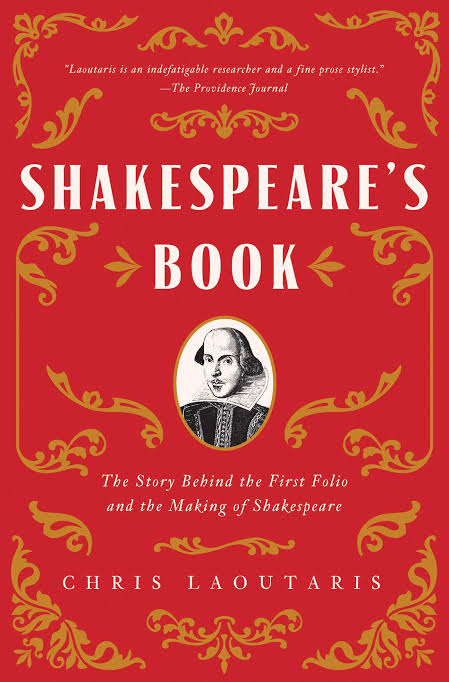 "Laoutaris is an indefatigable researcher and a fine prose stylist."
—The Providence Journal
SHAKESPEARE'S
BOOK
The Story Behind the First Folio
and the Making of Shakespeare
CHRIS LAOUTARIS